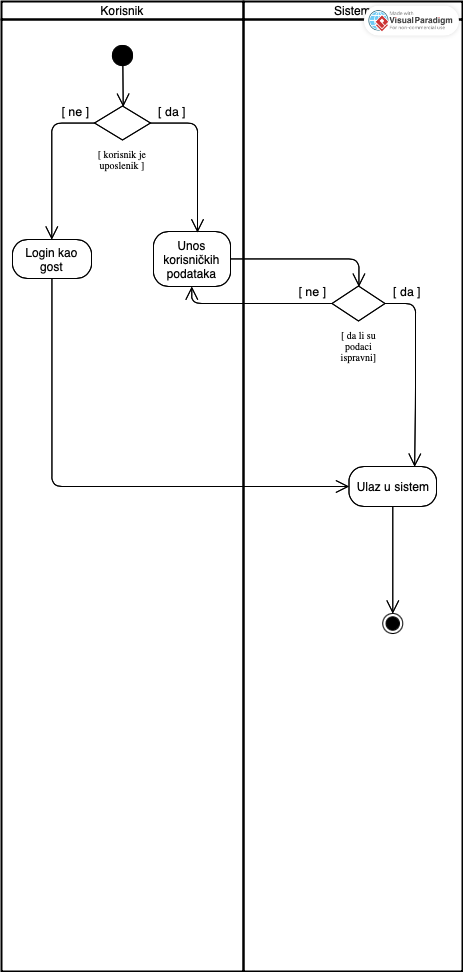 Korisnik
Sistem
Made with
Visual Paradigm
For non-commercial use
[ ne ]
[ da ]
[ korisnik je
uposlenik ]
Login kao
gost
Unos
korisničkih
podataka
[ ne ]
[ da ]
[ da li su
podaci
ispravni]
Ulaz u sistem